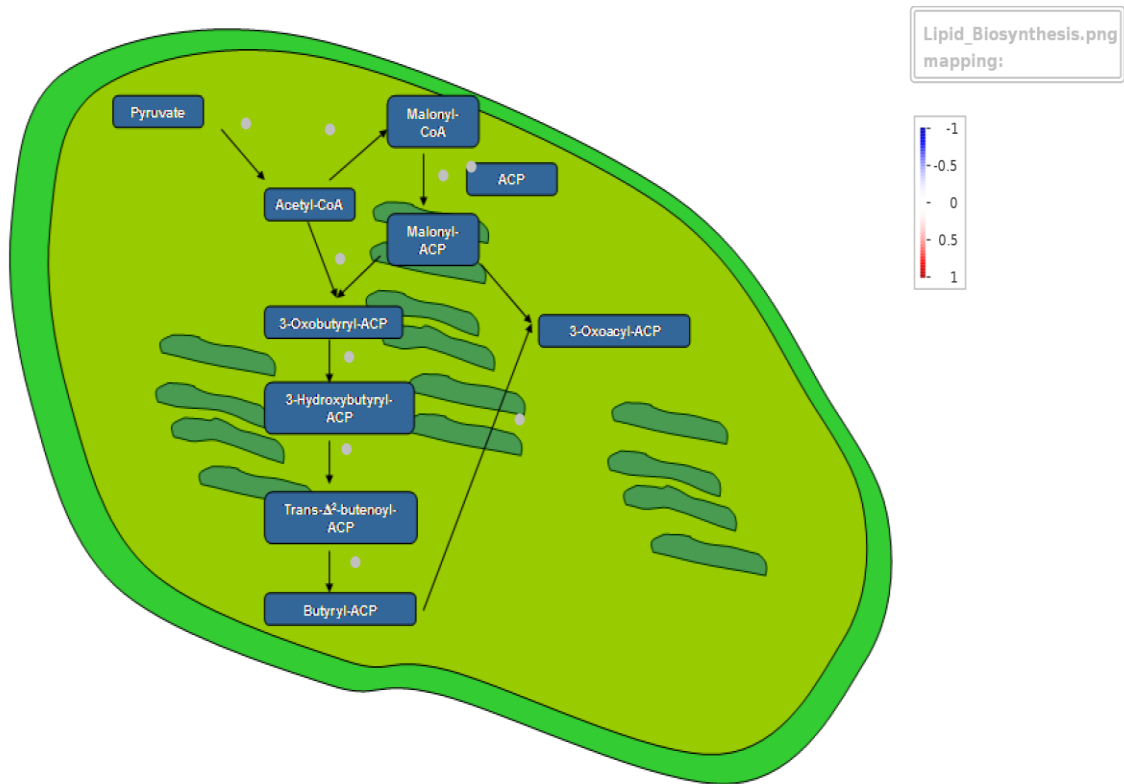 Lipid_Biosynthesis.png
mapping:
Pyruvate
Malonyl-
CoA
ACP
Acetyl-CoA
Malonyl-
ACP
3-Oxobutyryl-ACP
3-Oxoacyl-ACP
3-Hydroxybutyryl-
ACP
Trans-Δ²-butenoyl-
ACP
Butyryl-ACP
-1
-0.5
0
0.5
1